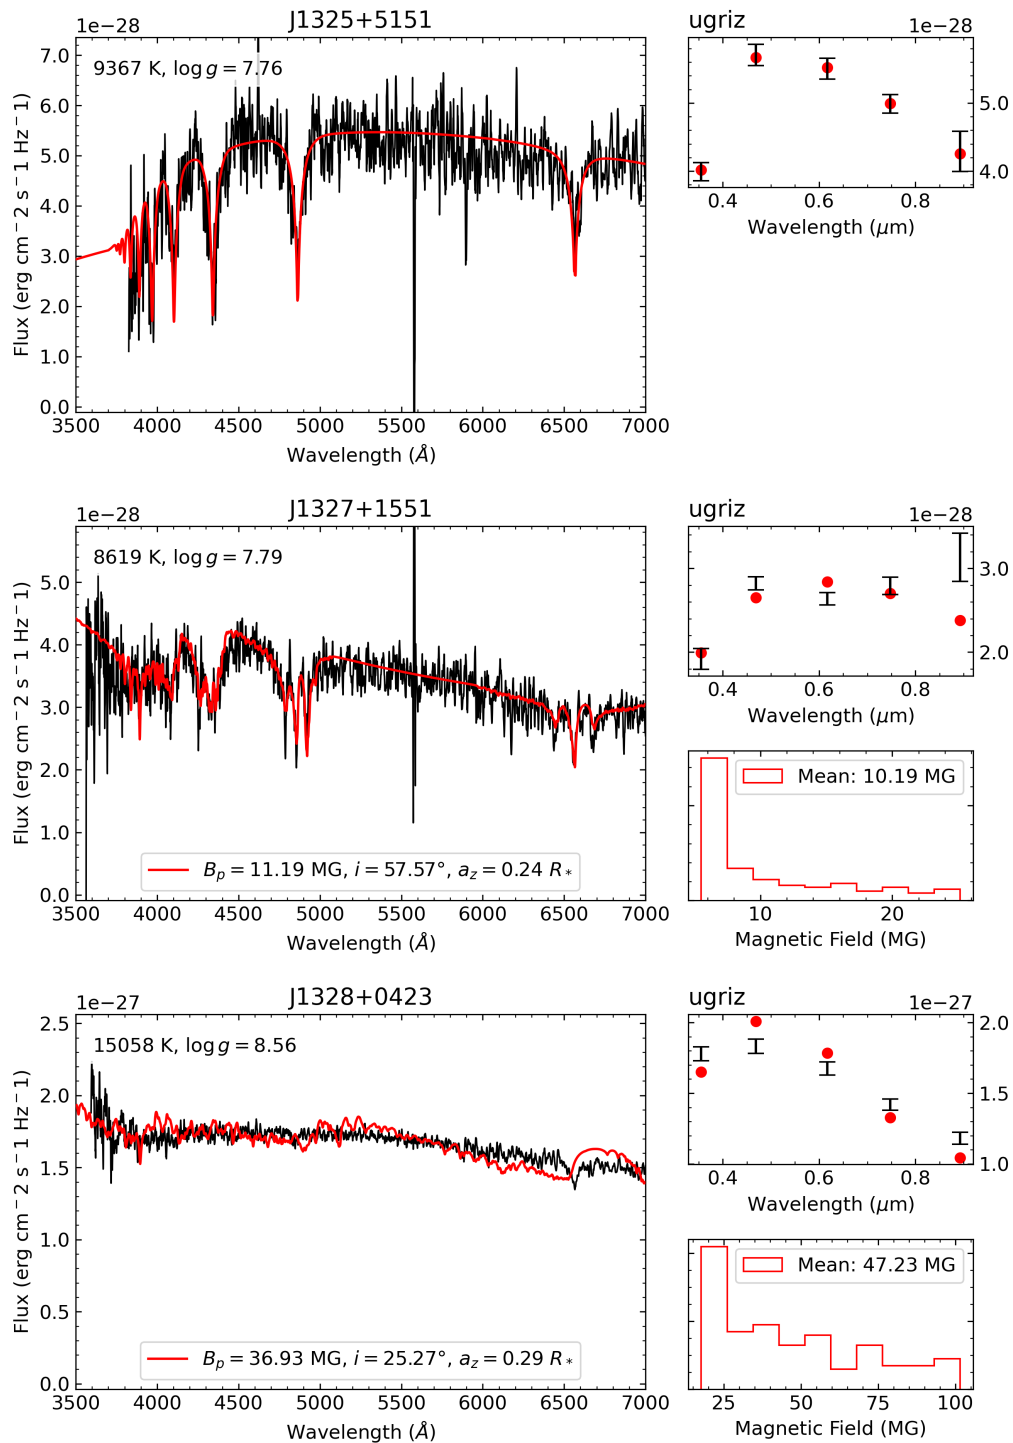 J1325+5151
1e−28
9367 K, log g = 7.76
7.0
6.0
5.0
4.0
3.0
2.0
1.0
0.0
Flux (erg cm − 2 s − 1 Hz − 1)
3500 4000 4500 5000 5500 6000 6500 7000
Wavelength (Å)
ugriz
1e−28
5.0
4.0
0.4 0.6 0.8
Wavelength (μm)
J1327+1551
1e−28
8619 K, log g = 7.79
5.0
4.0
3.0
2.0
1.0
0.0
Flux (erg cm − 2 s − 1 Hz − 1)
B_p = 11.19 MG, i = 57.57°, a_z = 0.24 R_*
3500 4000 4500 5000 5500 6000 6500 7000
Wavelength (Å)
ugriz
1e−28
3.0
2.0
0.4 0.6 0.8
Wavelength (μm)
Mean: 10.19 MG
10 20
Magnetic Field (MG)
J1328+0423
1e−27
15058 K, log g = 8.56
2.5
2.0
1.5
1.0
0.5
0.0
Flux (erg cm − 2 s − 1 Hz − 1)
B_p = 36.93 MG, i = 25.27°, a_z = 0.29 R_*
3500 4000 4500 5000 5500 6000 6500 7000
Wavelength (Å)
ugriz
1e−27
2.0
1.5
1.0
0.4 0.6 0.8
Wavelength (μm)
Mean: 47.23 MG
25 50 75 100
Magnetic Field (MG)